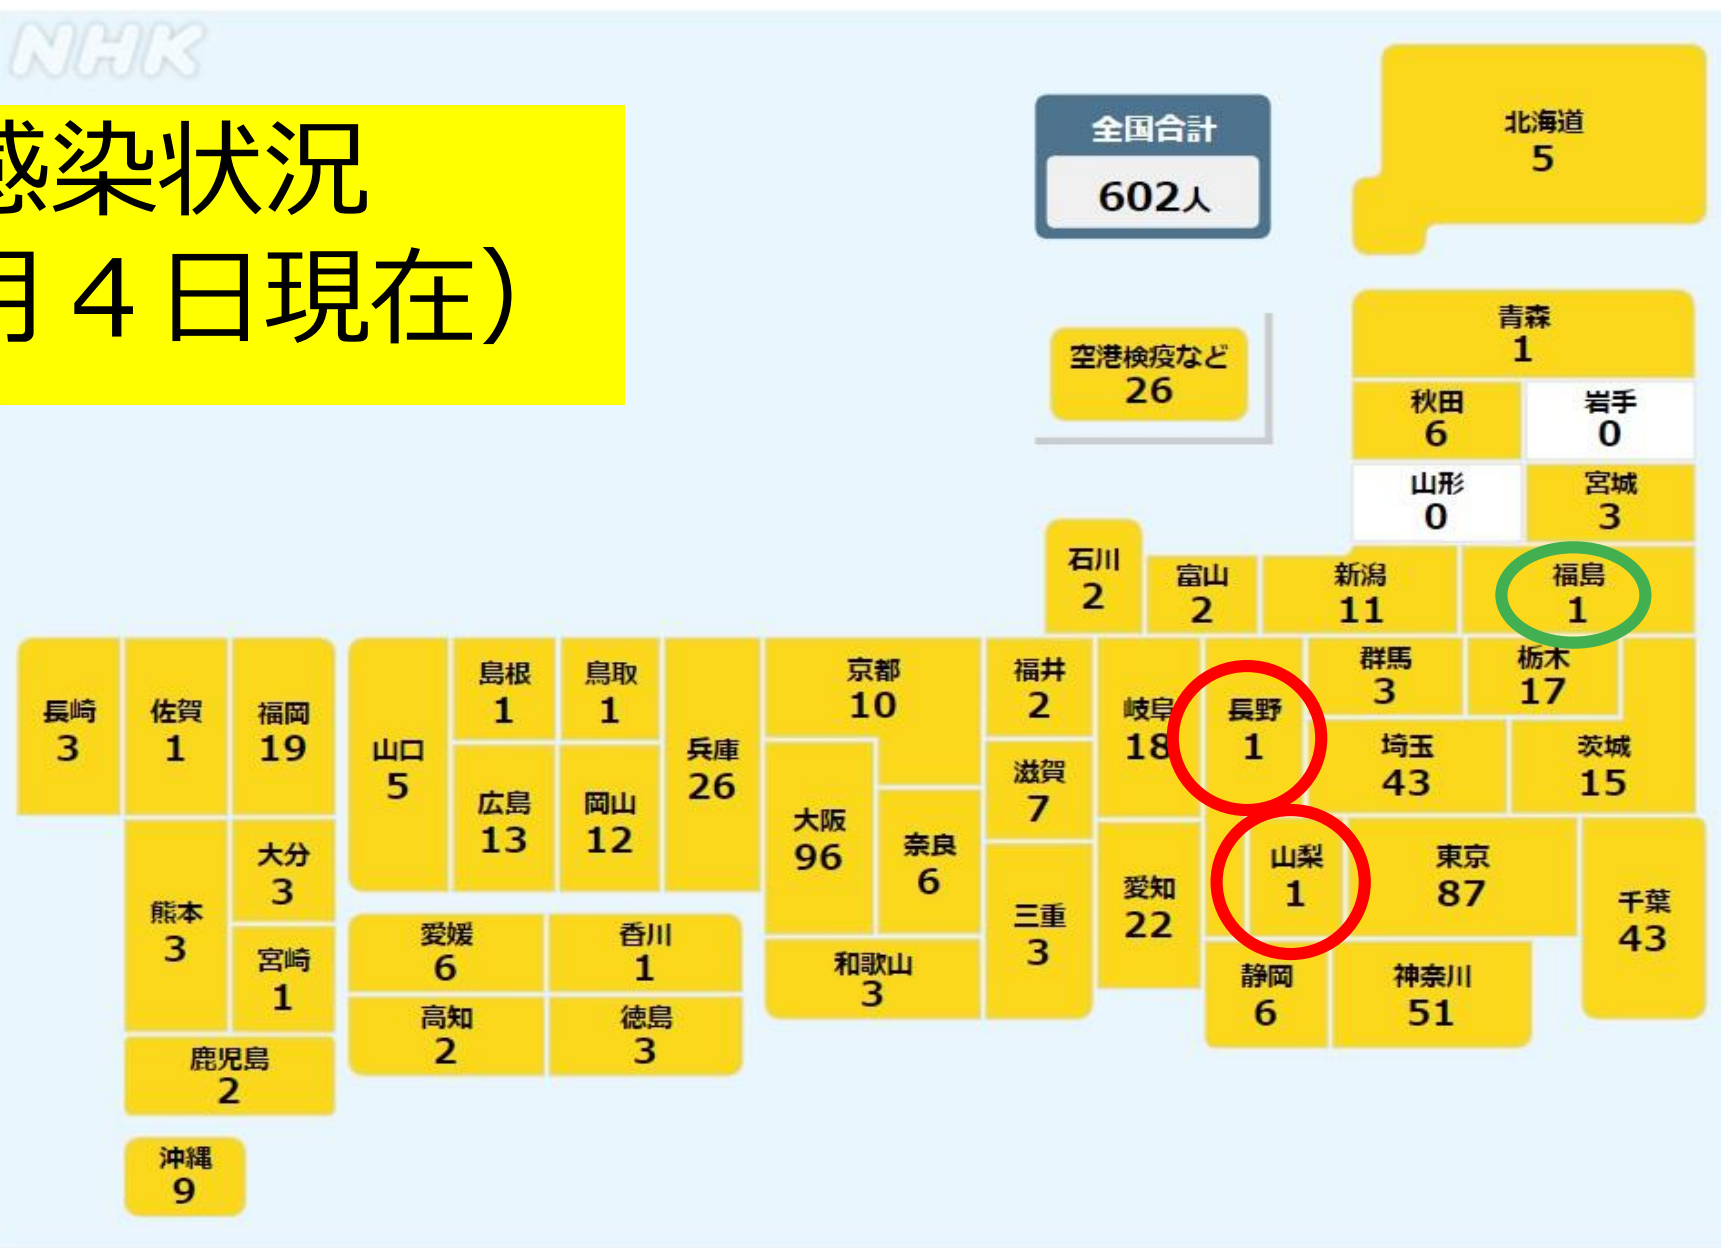 NHK
感染状況
月４日現在）
全国合計
602人
北海道
5
空港検疫など
26
青森
1
秋田
6
岩手
0
山形
0
宮城
3
石川
2
富山
2
新潟
11
福島
1
長崎
3
佐賀
1
福岡
19
山口
5
島根
1
鳥取
1
兵庫
26
京都
10
福井
2
岐阜
18
長野
1
群馬
3
栃木
17
広島
13
岡山
12
大阪
96
奈良
6
滋賀
7
埼玉
43
茨城
15
熊本
3
大分
3
宮崎
1
三重
3
愛知
22
山梨
1
東京
87
千葉
43
愛媛
6
香川
1
和歌山
3
静岡
6
神奈川
51
高知
2
徳島
3
鹿児島
2
沖縄
9